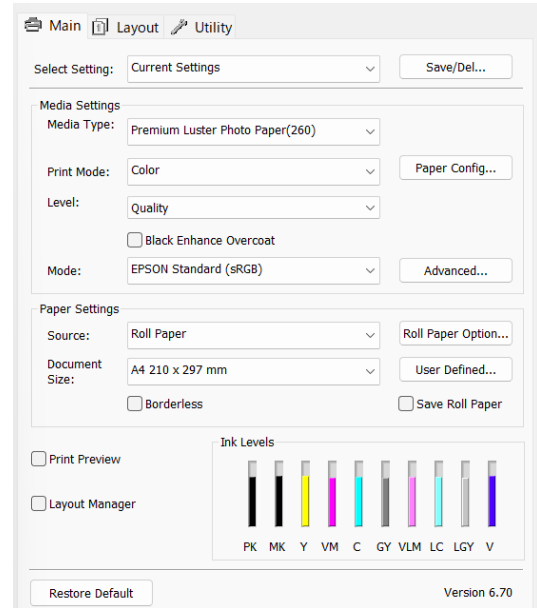 Main Layout Utility
Select Setting: Current Settings Save/Del...
Media Settings
Media Type: Premium Luster Photo Paper(260)
Print Mode: Color Paper Config...
Level: Quality
Black Enhance Overcoat
Mode: EPSON Standard (sRGB) Advanced...
Paper Settings
Source: Roll Paper Roll Paper Option...
Document
Size: A4 210 x 297 mm User Defined...
Borderless Save Roll Paper
Ink Levels
Print Preview
Layout Manager
PK MK Y VM C GY VLM LC LGY V
Restore Default Version 6.70